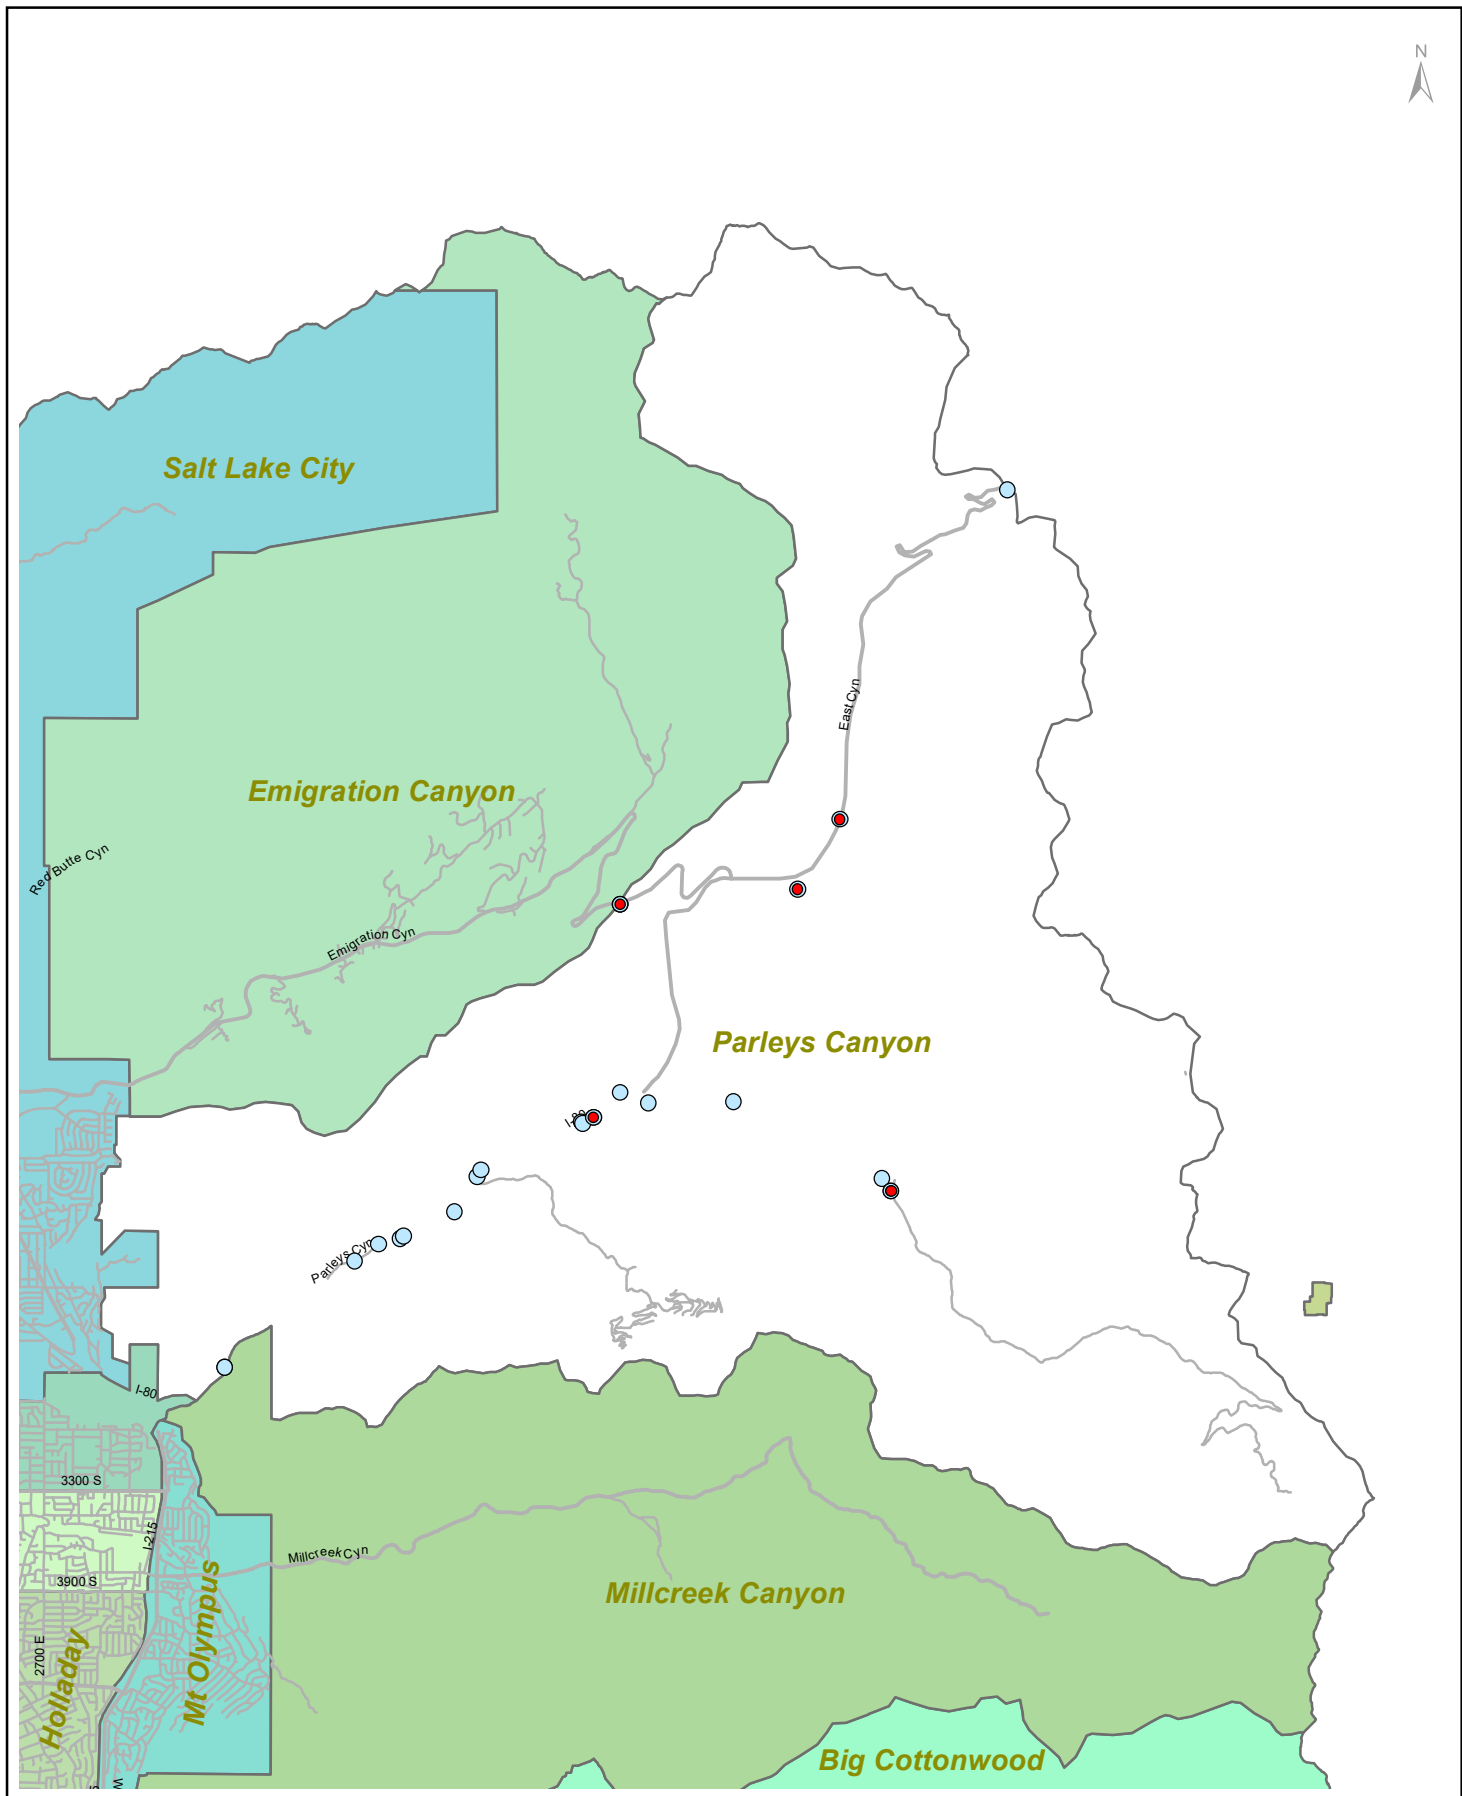 N
Salt Lake City
East Cyn
Emigration Canyon
Red Butte Cyn
Emigration Cyn
Parleys Canyon
I-80
Parleys Cyn
I-80
3300 S
I-215
Millcreek Cyn
3900 S
Millcreek Canyon
2700 E
Holladay
Mt Olympus
Big Cottonwood
W
S